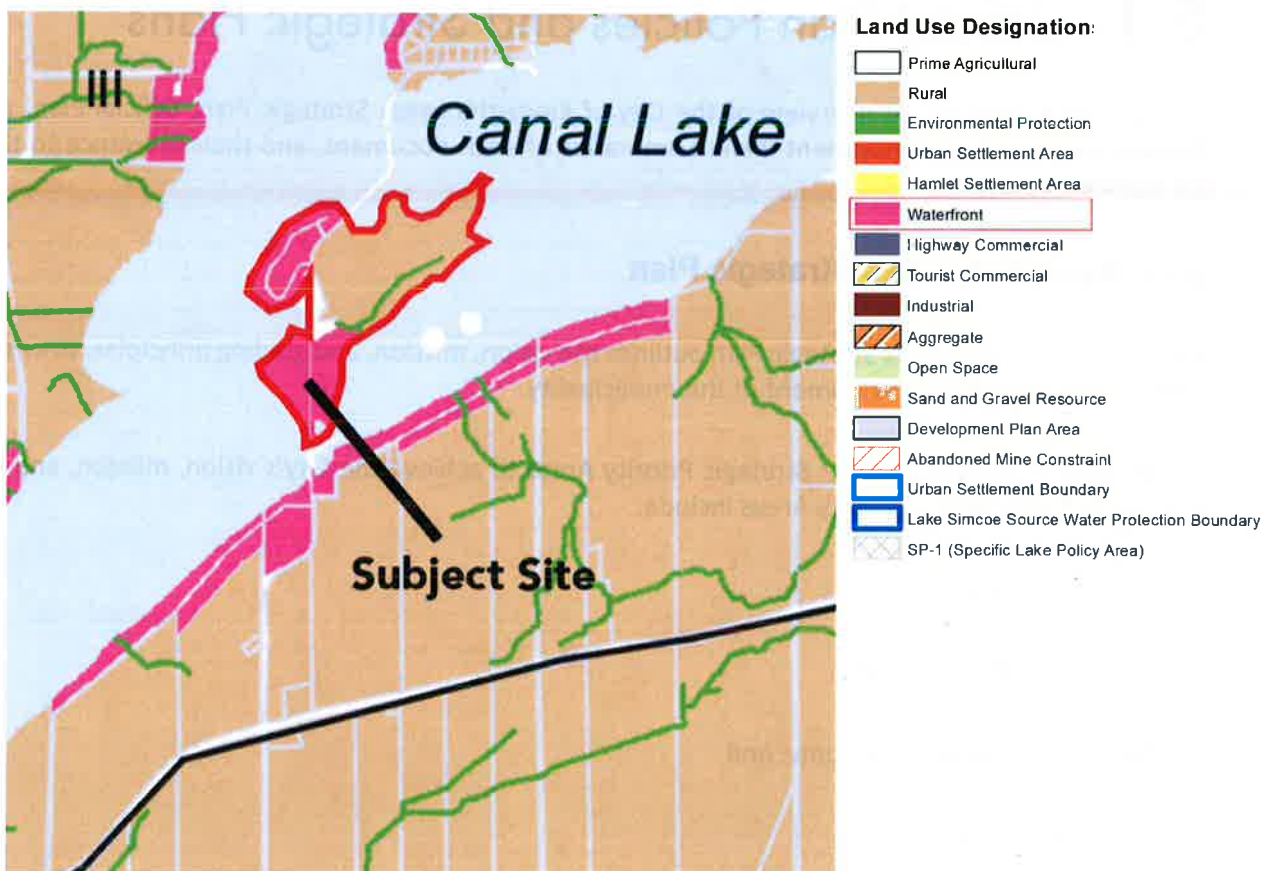 III
Canal Lake
Subject Site
Land Use Designation:
Prime Agricultural
Rural
Environmental Protection
Urban Settlement Area
Hamlet Settlement Area
Waterfront
Highway Commercial
Tourist Commercial
Industrial
Aggregate
Open Space
Sand and Gravel Resource
Development Plan Area
Abandoned Mine Constraint
Urban Settlement Boundary
Lake Simcoe Source Water Protection Boundary
SP-1 (Specific Lake Policy Area)